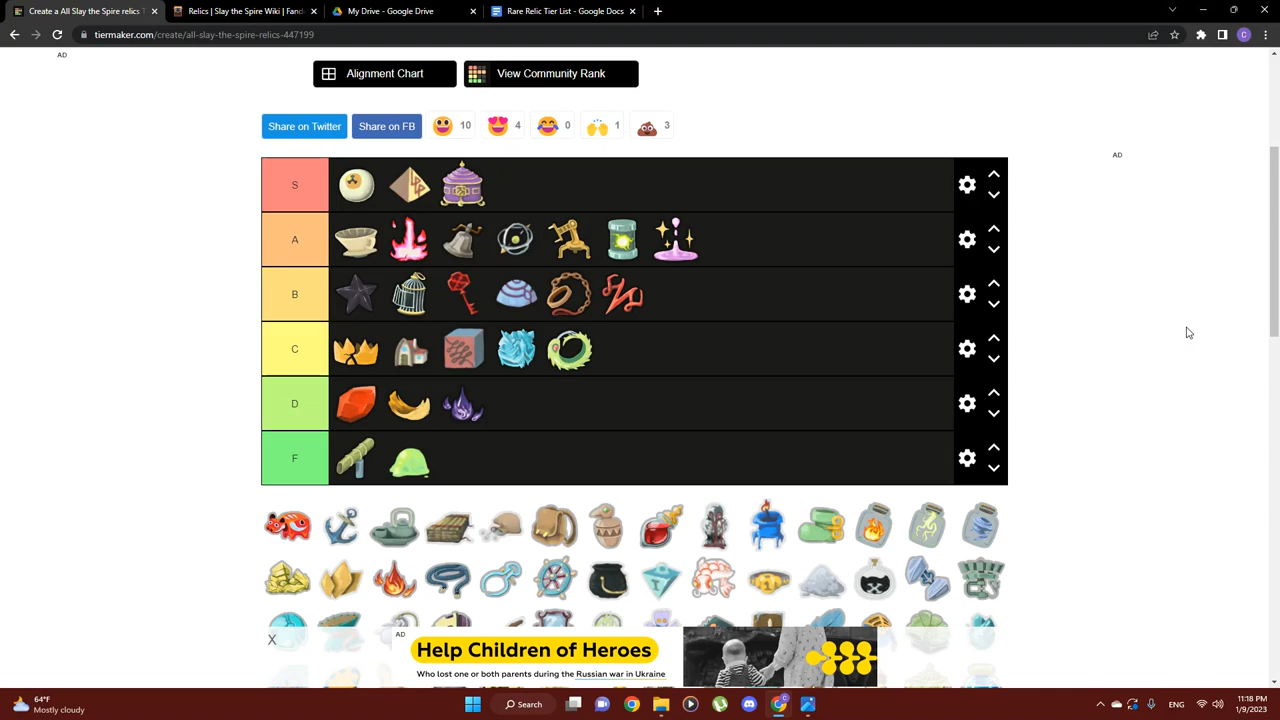 Create a All Slay the Spire relics T
Relics | Slay the Spire Wiki | Fand
My Drive - Google Drive
Rare Relic Tier List - Google Docs
tiermaker.com/create/all-slay-the-spire-relics-447199
C
AD
Alignment Chart
View Community Rank
Share on Twitter
Share on FB
10
4
0
1
3
AD
S
A
B
C
D
F
X
AD
Help Children of Heroes
Who lost one or both parents during the Russian war in Ukraine
64°F
Mostly cloudy
Search
ENG
11:18 PM
1/9/2023